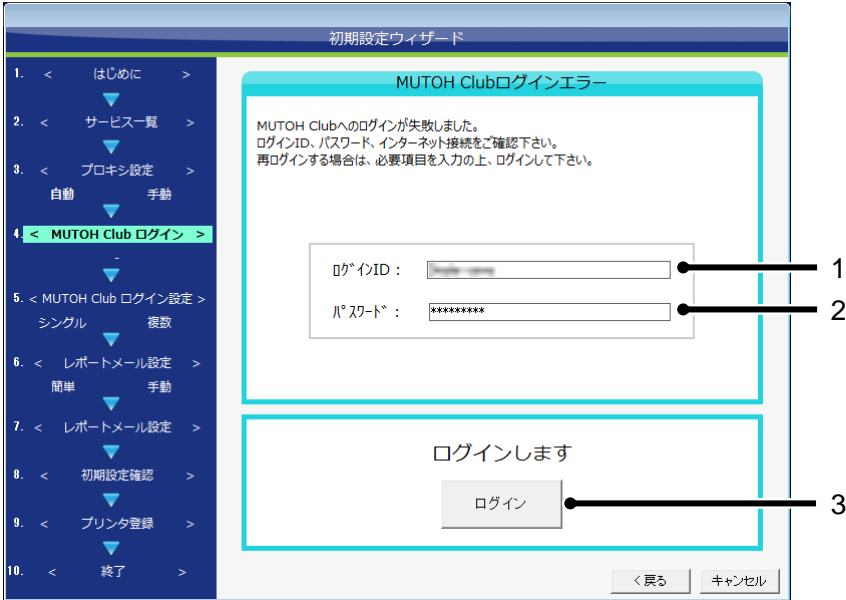 初期設定ウィザード
1. < はじめに >
2. < サービス一覧 >
3. < プロキシ設定 >
自動 手動
4. < MUTOH Club ログイン >
-
5. < MUTOH Club ログイン設定 >
シングル 複数
6. < レポートメール設定 >
簡単 手動
7. < レポートメール設定 >
8. < 初期設定確認 >
9. < プリンタ登録 >
10. < 終了 >
MUTOH Clubログインエラー
MUTOH Clubへのログインが失敗しました。
ログインID、パスワード、インターネット接続をご確認下さい。
再ログインする場合は、必要項目を入力の上、ログインして下さい。
ﾛｸﾞｲﾝID :
1
ﾊﾟｽﾜｰﾄﾞ : *********
2
ログインします
ログイン
3
<戻る キャンセル